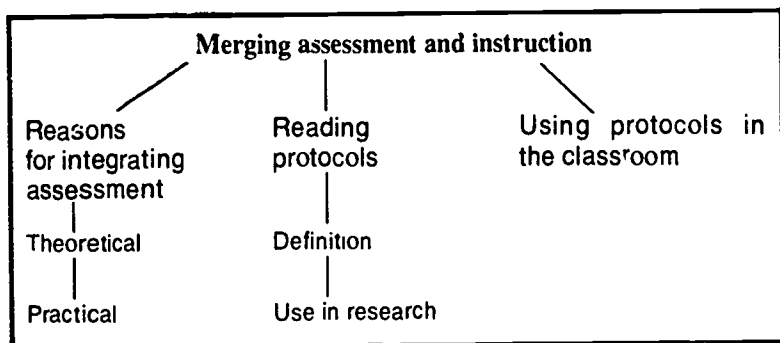 Merging assessment and instruction
Reasons
for integrating
assessment
Theoretical
Practical
Reading
protocols
Definition
Use in research
Using protocols in
the classroom